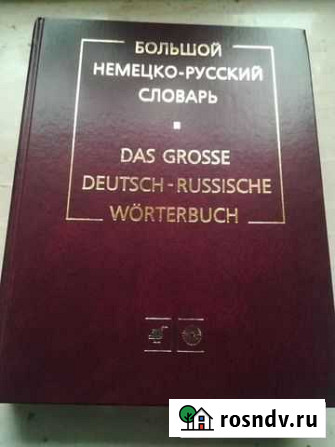 БОЛЬШОЙ
НЕМЕЦКО-РУССКИЙ
СЛОВАРЬ
DAS GROSSE
DEUTSCH-RUSSISCHE
WÖRTERBUCH
rosndv.ru